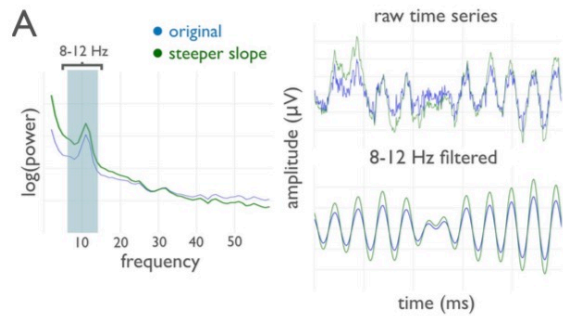 A
8-12 Hz
original
steeper slope
log(power)
10 20 30 40 50
frequency
raw time series
amplitude (μV)
8-12 Hz filtered
time (ms)